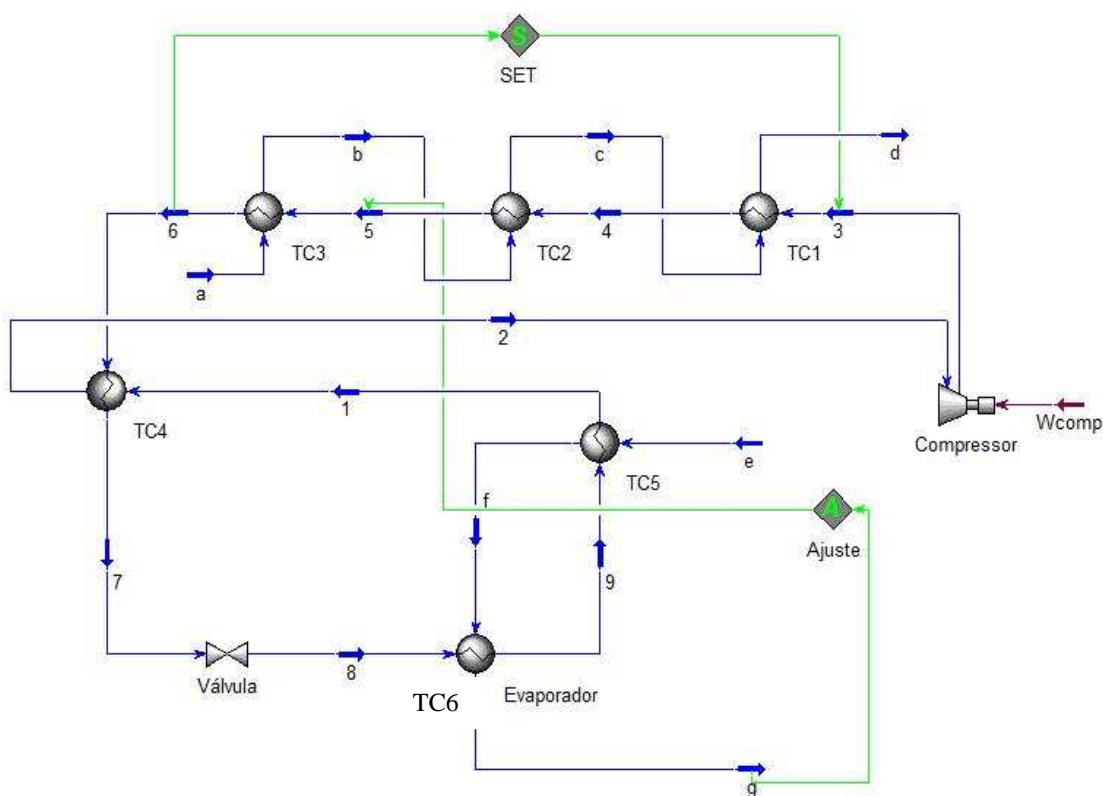 S
SET
b
c
d
6
TC3
5
TC2
4
TC1
3
a
2
TC4
1
Compressor
Wcomp
e
TC5
f
A
Ajuste
7
9
Válvula
8
TC6
Evaporador
g